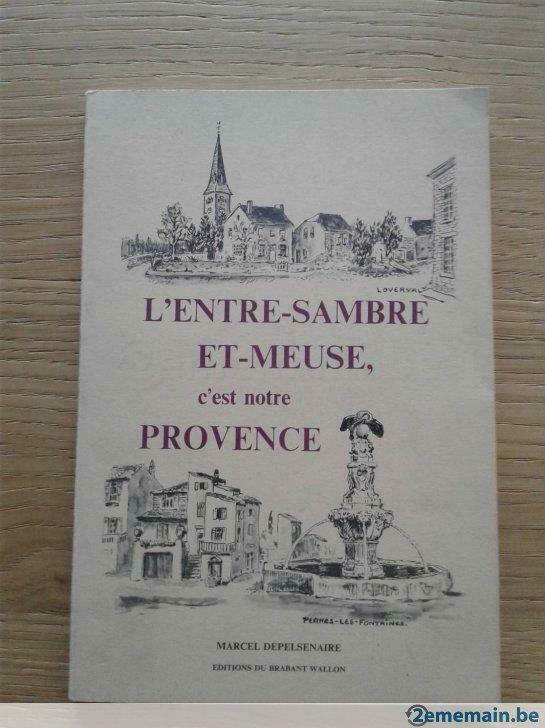 LOVERVAL
L'ENTRE-SAMBRE
ET-MEUSE,
c'est notre
PROVENCE
PERNES-LES-FONTAINES.
MARCEL DEPELSENAIRE
EDITIONS DU BRABANT WALLON
2ememain.be